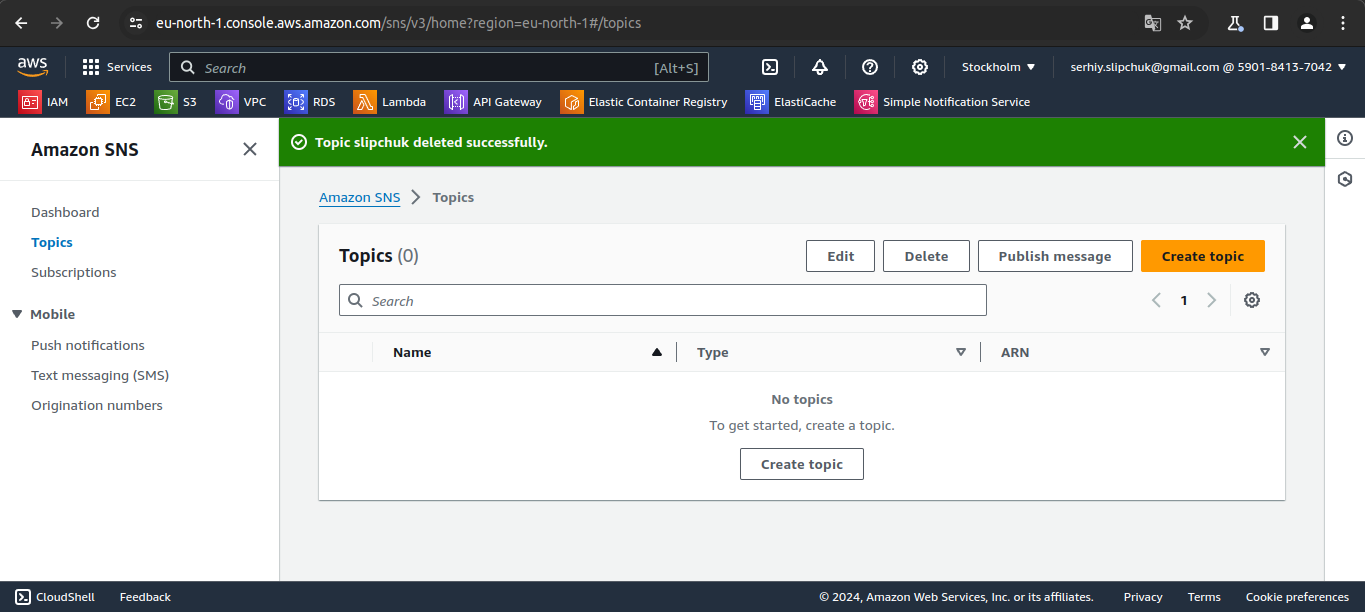 eu-north-1.console.aws.amazon.com/sns/v3/home?region=eu-north-1#/topics
aws Services Search [Alt+S] Stockholm serhiy.slipchuk@gmail.com @ 5901-8413-7042
IAM EC2 S3 VPC RDS Lambda API Gateway Elastic Container Registry ElastiCache Simple Notification Service
Amazon SNS
Dashboard
Topics
Subscriptions
Mobile
Push notifications
Text messaging (SMS)
Origination numbers
Topic slipchuk deleted successfully.
Amazon SNS Topics
Topics (0) Edit Delete Publish message Create topic
Search 1
Name Type ARN
No topics
To get started, create a topic.
Create topic
CloudShell Feedback © 2024, Amazon Web Services, Inc. or its affiliates. Privacy Terms Cookie preferences